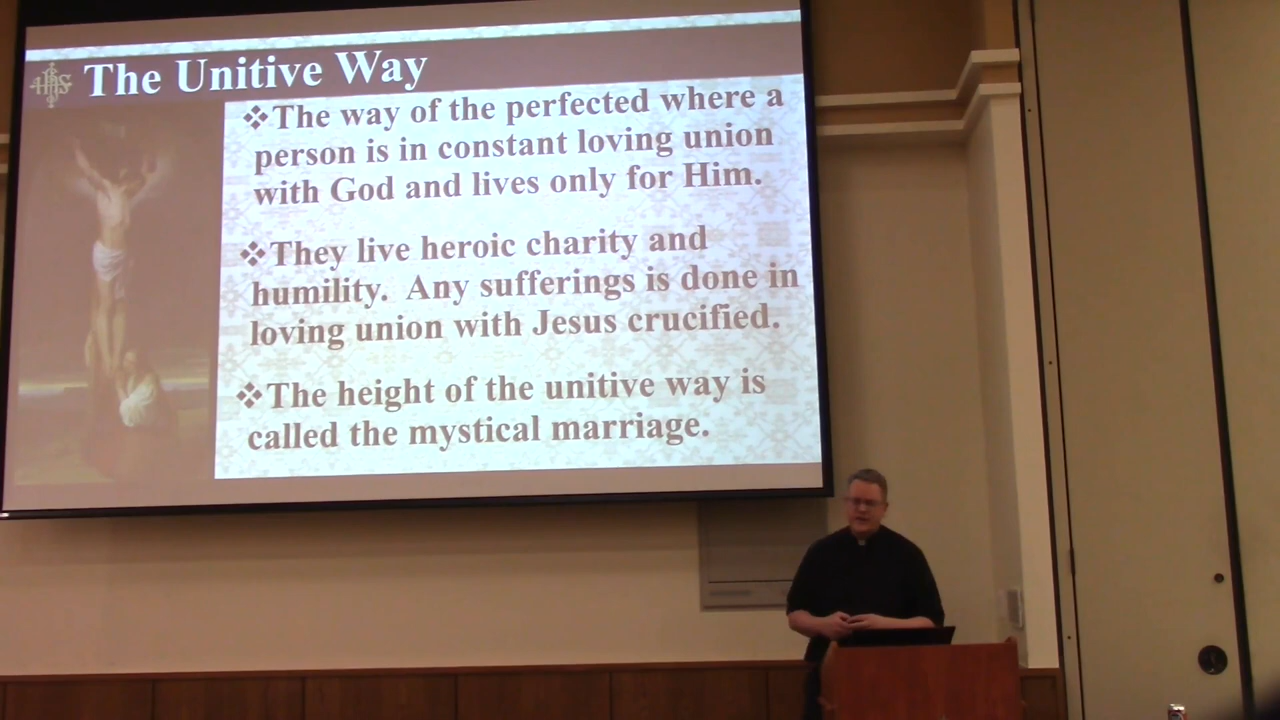 IHS
The Unitive Way
❖The way of the perfected where a
person is in constant loving union
with God and lives only for Him.
❖They live heroic charity and
humility.  Any sufferings is done in
loving union with Jesus crucified.
❖The height of the unitive way is
called the mystical marriage.